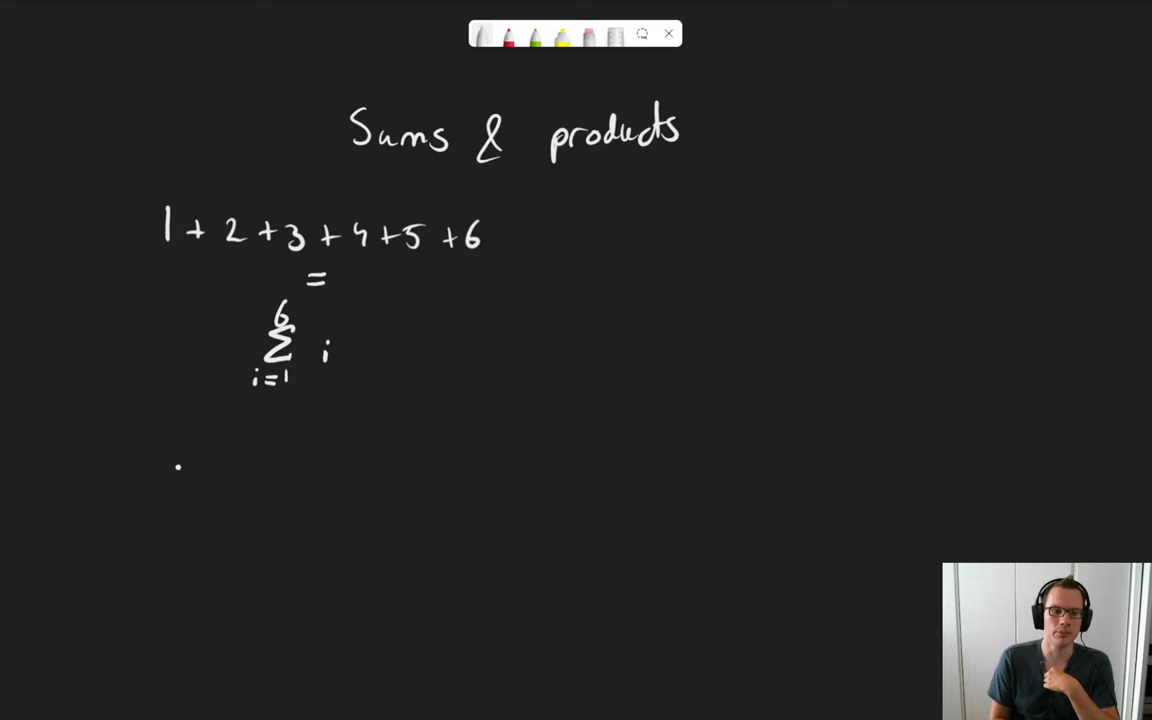 Sums & products
1 + 2 + 3 + 4 + 5 + 6
=
6
∑ i
i = 1